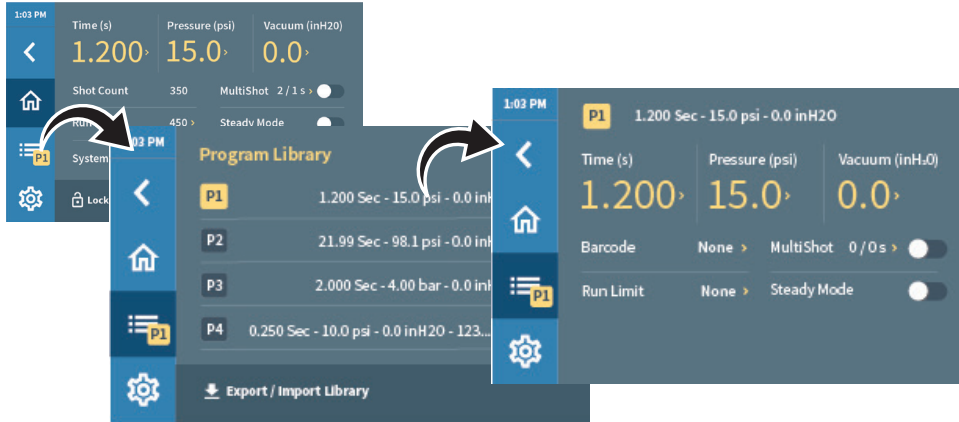 1:03 PM
Time (s) Pressure (psi) Vacuum (inH20)
1.200 15.0 0.0
Shot Count 350 MultiShot 2 / 1 s
Run 450 Steady Mode
P1 System
Lock
03 PM
Program Library
P1 1.200 Sec - 15.0 psi - 0.0 inH
P2 21.99 Sec - 98.1 psi - 0.0 inH
P3 2.000 Sec - 4.00 bar - 0.0 inH
P1
P4 0.250 Sec - 10.0 psi - 0.0 inH2O - 123...
Export / Import Library
1:03 PM
P1 1.200 Sec - 15.0 psi - 0.0 inH2O
Time (s) Pressure (psi) Vacuum (inH₂0)
1.200 15.0 0.0
Barcode None MultiShot 0 / 0 s
P1 Run Limit None Steady Mode